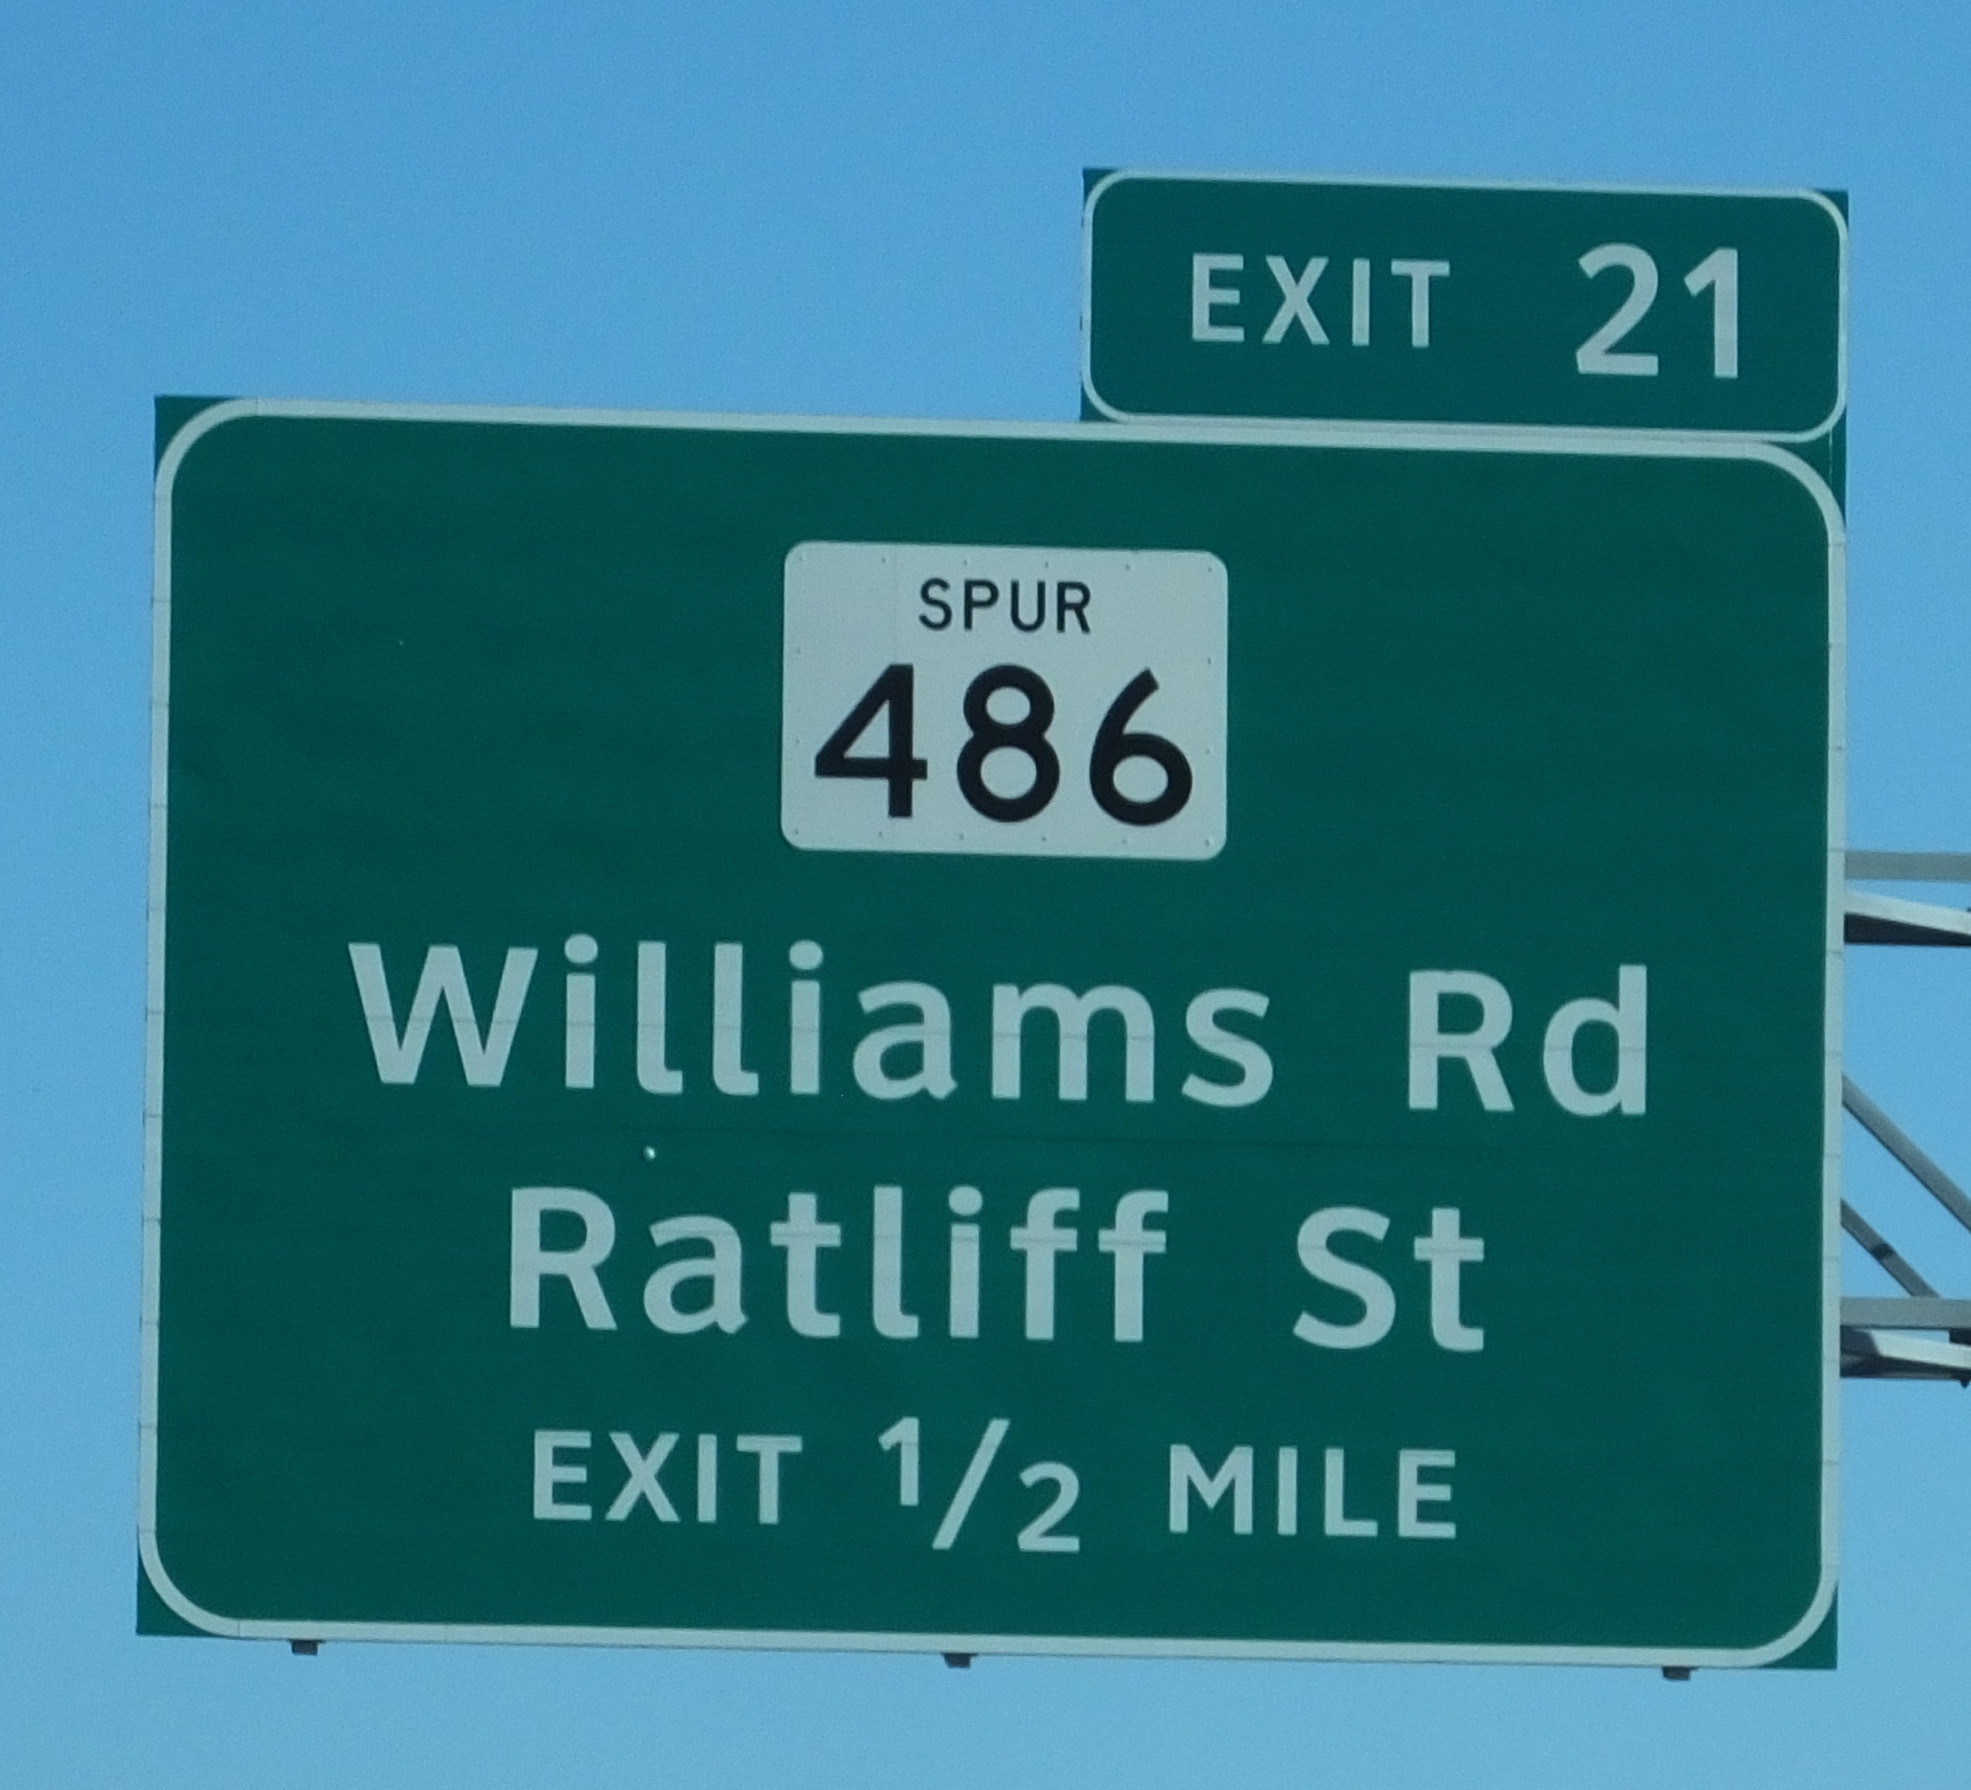 EXIT 21
SPUR
486
Williams Rd
Ratliff St
EXIT 1/2 MILE